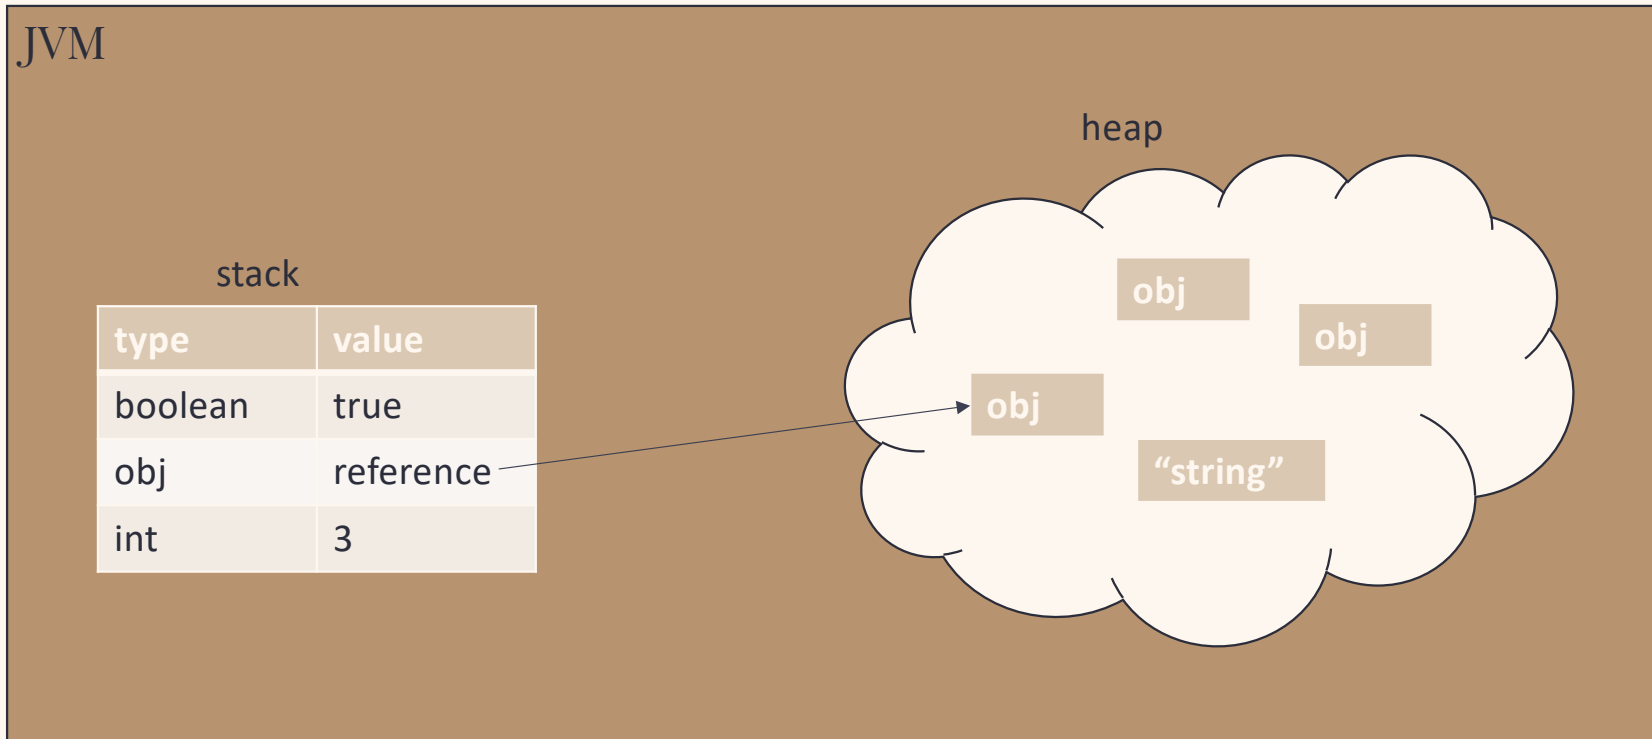 JVM
heap
stack
type value
boolean true
obj reference
int 3
obj
obj
obj
“string”